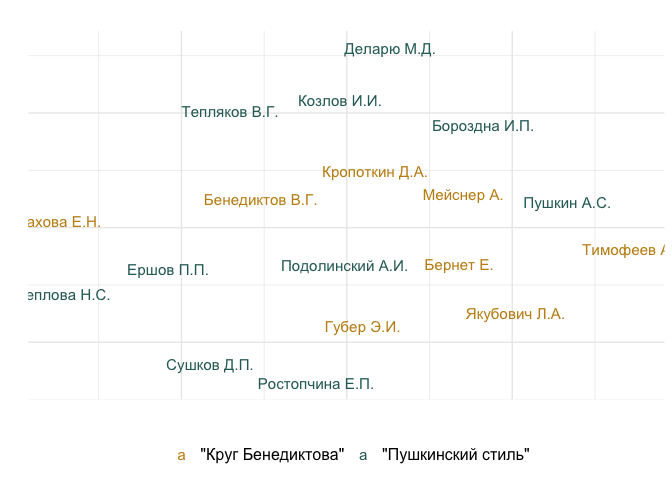 Деларю М.Д.
Козлов И.И.
Тепляков В.Г.
Бороздна И.П.
Кропоткин Д.А.
Мейснер А.
Бенедиктов В.Г.
Пушкин А.С.
ахова Е.Н.
Тимофеев А
Бернет Е.
Подолинский А.И.
Ершов П.П.
еплова Н.С.
Якубович Л.А.
Губер Э.И.
Сушков Д.П.
Ростопчина Е.П.
а "Круг Бенедиктова" а "Пушкинский стиль"